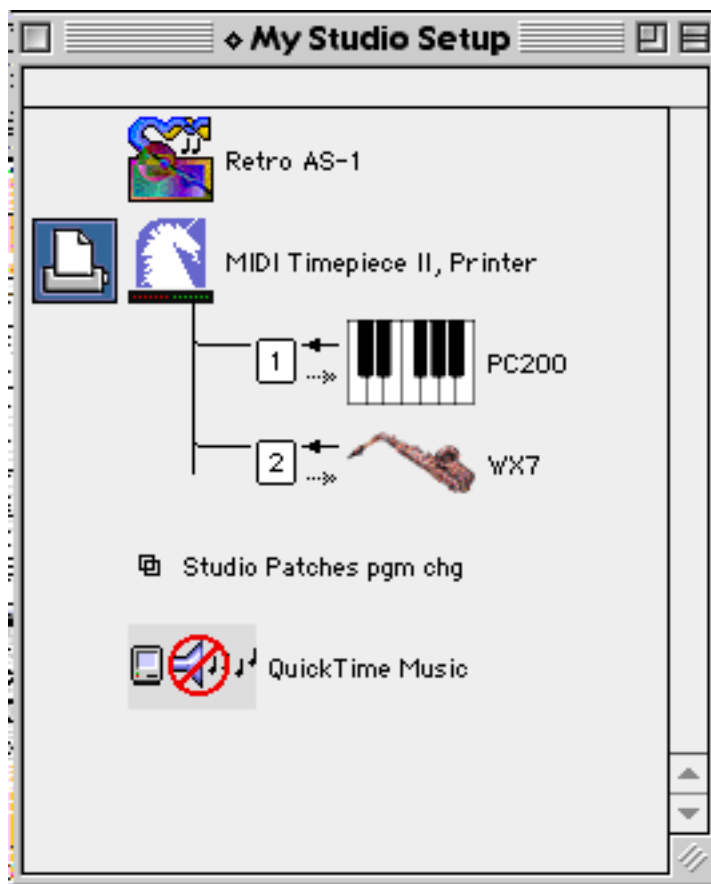 My Studio Setup
Retro AS-1
MIDI Timepiece II, Printer
1
PC200
2
WX7
Studio Patches pgm chg
QuickTime Music